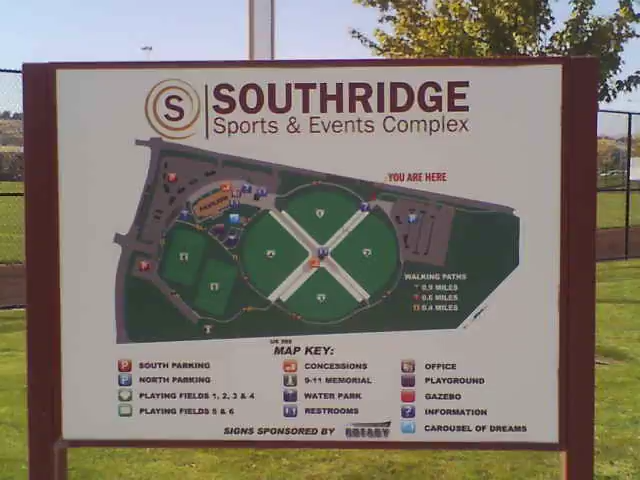 S SOUTHRIDGE
Sports & Events Complex
YOU ARE HERE
PAVILION
WALKING PATHS
0.9 MILES
0.6 MILES
0.4 MILES
US 395
MAP KEY:
P SOUTH PARKING
P NORTH PARKING
PLAYING FIELDS 1, 2, 3 & 4
PLAYING FIELDS 5 & 6
CONCESSIONS
9-11 MEMORIAL
WATER PARK
RESTROOMS
OFFICE
PLAYGROUND
GAZEBO
? INFORMATION
CAROUSEL OF DREAMS
SIGNS SPONSORED BY ROTARY